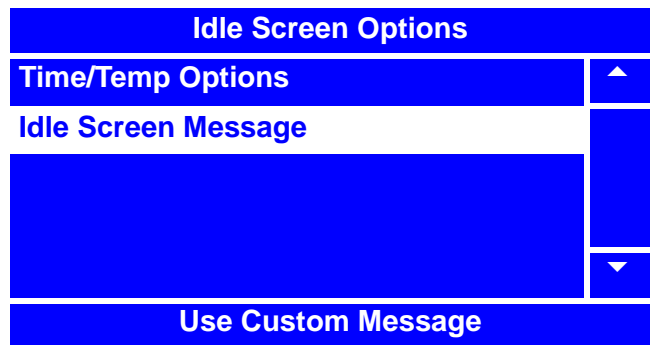 Idle Screen Options
Time/Temp Options
Idle Screen Message
Use Custom Message